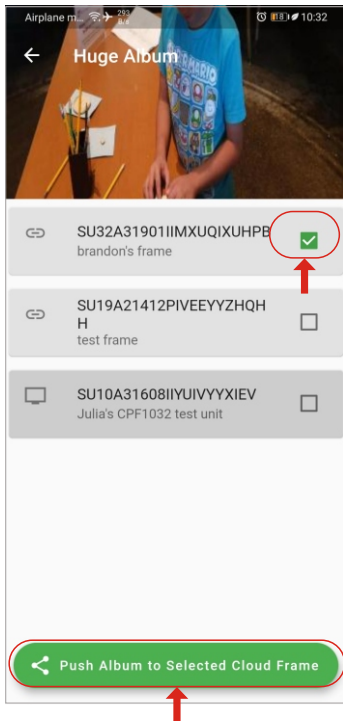 Airplane m... 293 B/s 10:32
Huge Album
SU32A31901IIMXUQIXUHPB
brandon's frame
SU19A21412PIVEEYYZHQH
H
test frame
SU10A31608IIYUIVYYXIEV
Julia's CPF1032 test unit
Push Album to Selected Cloud Frame